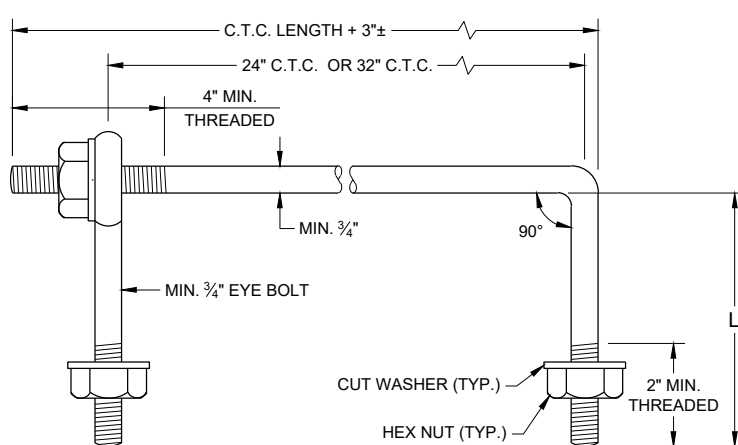 C.T.C. LENGTH + 3"±
24" C.T.C. OR 32" C.T.C.
4" MIN.
THREADED
MIN. ¾"
90°
MIN. ¾" EYE BOLT
L
CUT WASHER (TYP.)
2" MIN.
THREADED
HEX NUT (TYP.)